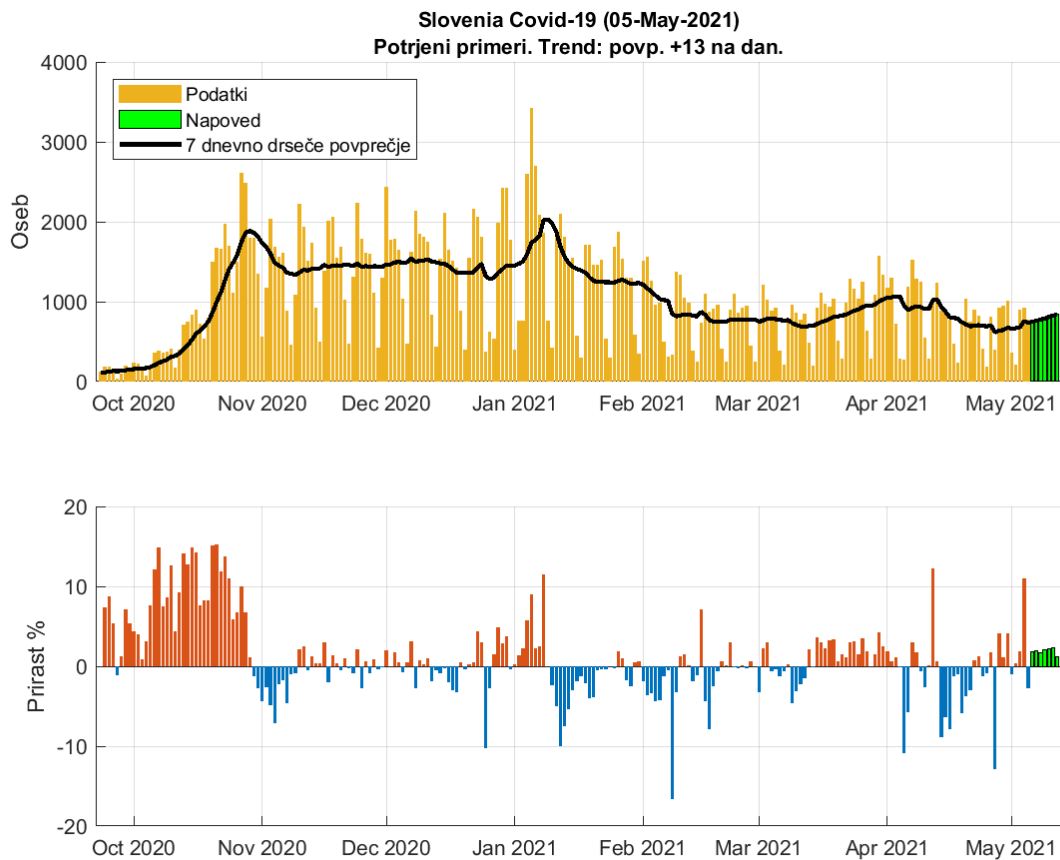 Slovenia Covid-19 (05-May-2021)
Potrjeni primeri. Trend: povp. +13 na dan.
4000
3000
2000
1000
0
Oseb
Podatki
Napoved
7 dnevno drseče povprečje
Oct 2020
Nov 2020
Dec 2020
Jan 2021
Feb 2021
Mar 2021
Apr 2021
May 2021
20
10
0
-10
-20
Prirast %
Oct 2020
Nov 2020
Dec 2020
Jan 2021
Feb 2021
Mar 2021
Apr 2021
May 2021